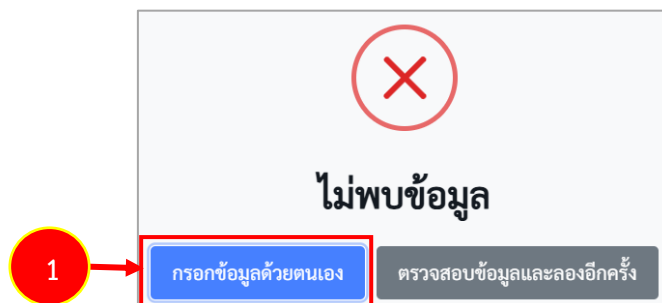 ไม่พบข้อมูล
1 กรอกข้อมูลด้วยตนเอง ตรวจสอบข้อมูลและลองอีกครั้ง